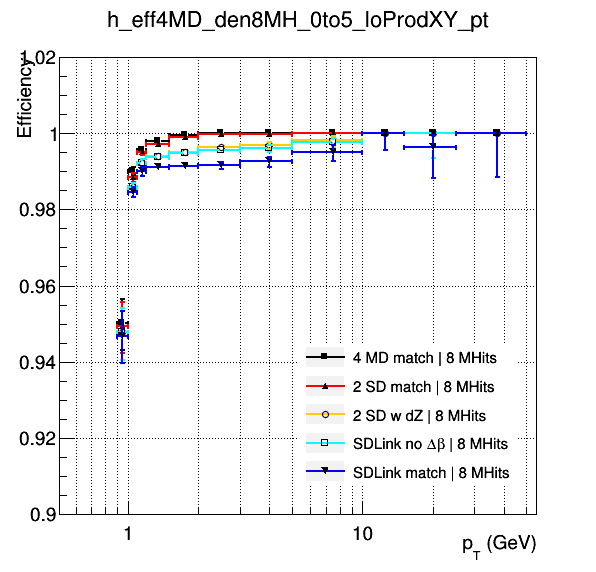 h_eff4MD_den8MH_0to5_loProdXY_pt
Efficiency
1.02
1
0.98
0.96
0.94
0.92
0.9
4 MD match | 8 MHits
2 SD match | 8 MHits
2 SD w dZ | 8 MHits
SDLink no Δβ | 8 MHits
SDLink match | 8 MHits
1
10
p_T (GeV)